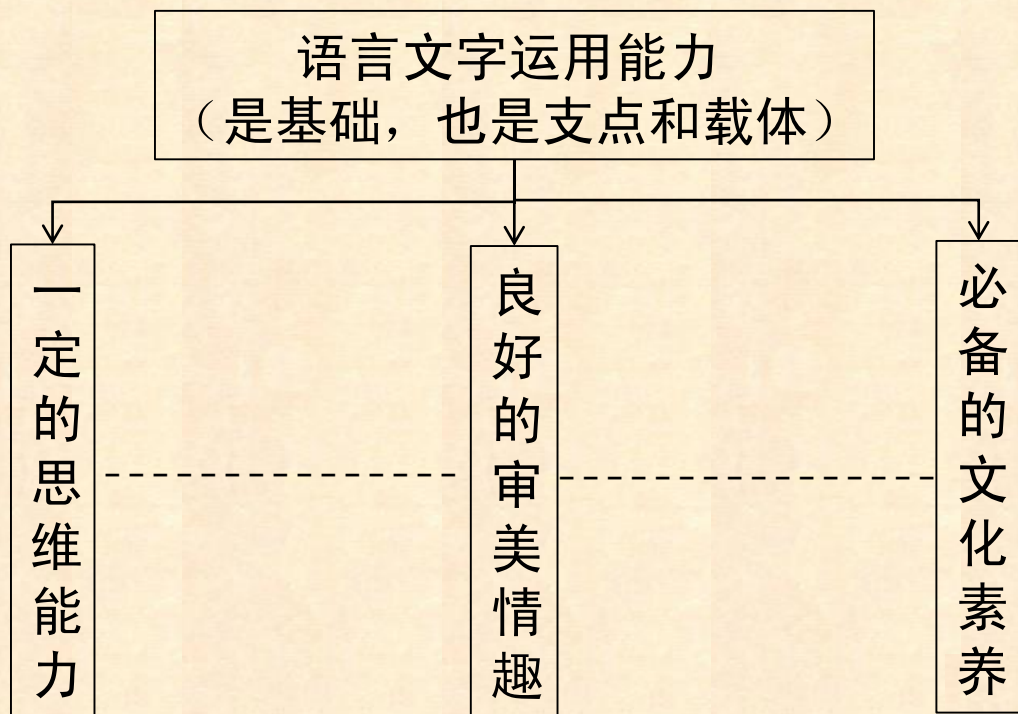 语言文字运用能力
（是基础，也是支点和载体）
一定的思维能力
良好的审美情趣
必备的文化素养